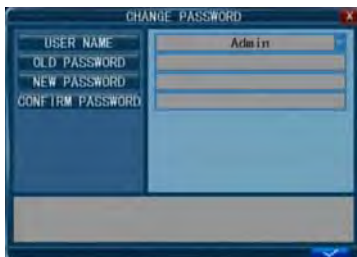 CHANGE PASSWORD X
USER NAME Admin
OLD PASSWORD
NEW PASSWORD
CONFIRM PASSWORD